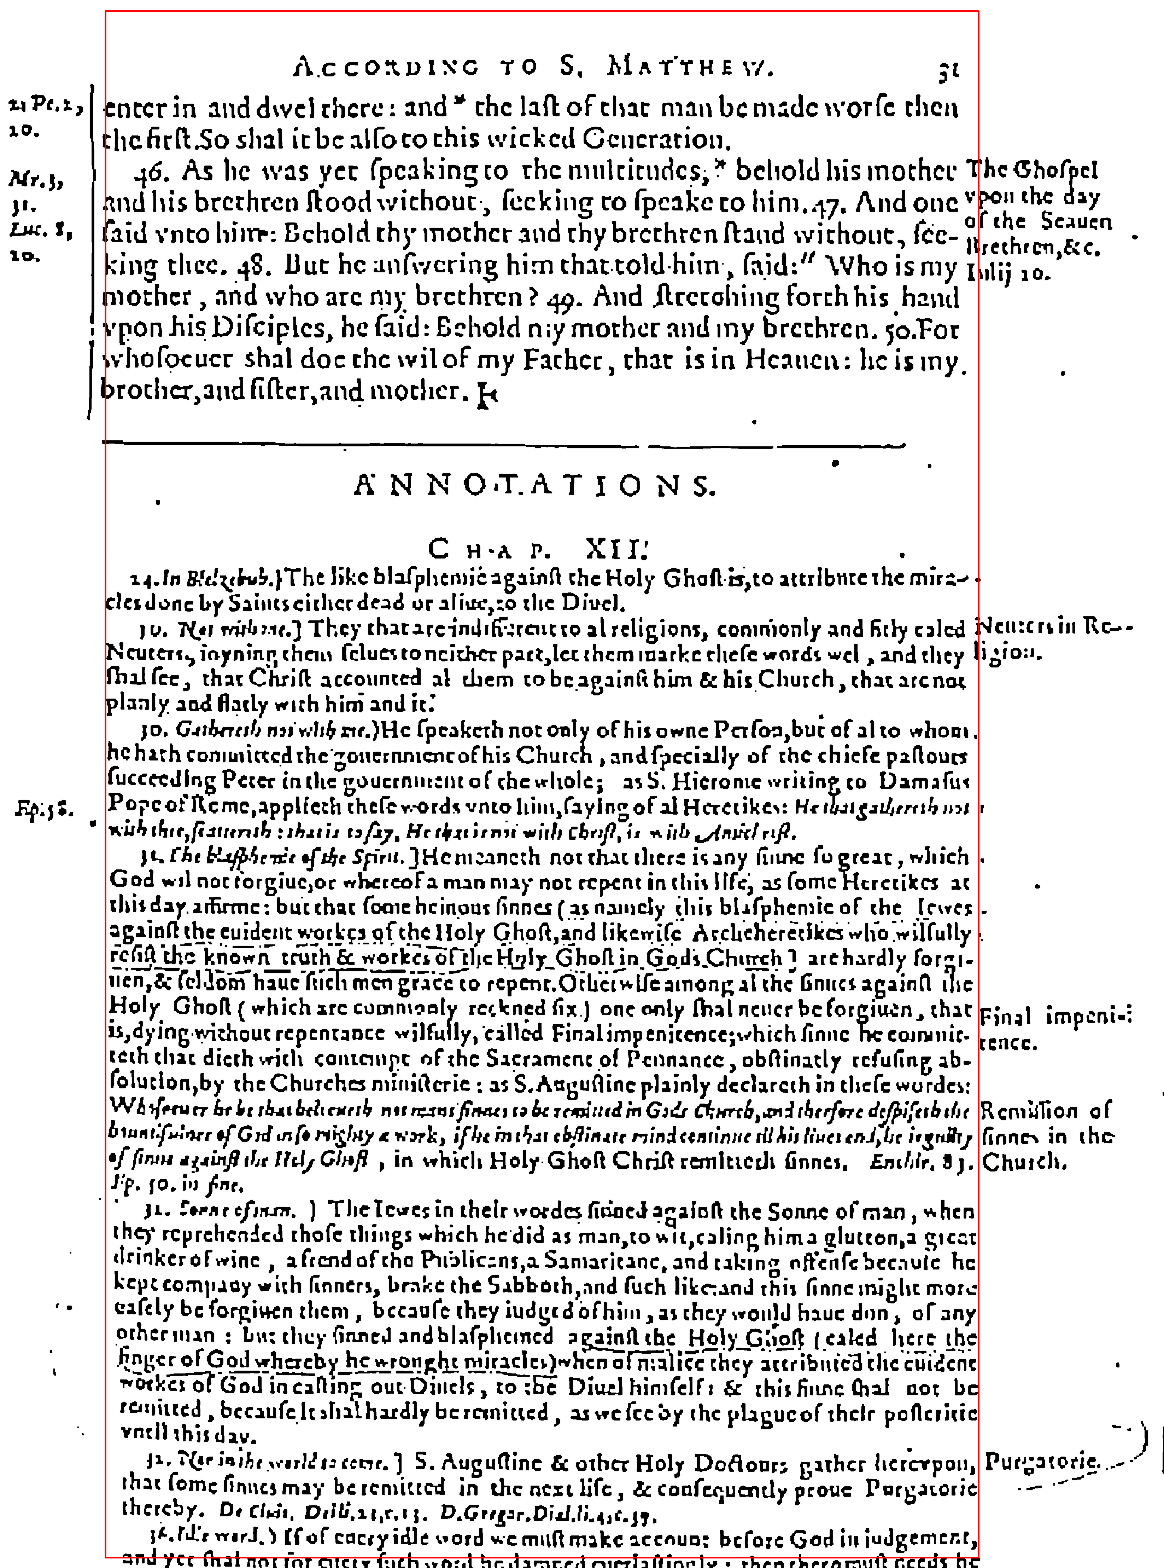 ACCORDING TO S. MATTHEW. 31
2. Pe. 2,
20.
enter in and dwel there: and * the laſt of that man be made worſe then
the firſt. So shal it be alſo to this wicked Generation.
Mr. 3,
31.
Luc. 8,
20.
46. As he was yet ſpeaking to the multitudes, * behold his mother
and his brethren ſtood without, ſeeking to ſpeake to him. 47. And one
ſaid vnto him: Behold thy mother and thy brethren ſtand without, ſee-
king thee. 48. But he anſwering him that told him, ſaid: " Who is my
mother, and who are my brethren? 49. And ſtretching forth his hand
vpon his Diſciples, he ſaid: Behold my mother and my brethren. 50. For
whoſoeuer shal doe the wil of my Father, that is in Heauen: he is my
brother, and ſiſter, and mother.
The Ghoſpel
vpon the day
of the Seauen
Brethren, &c.
Iulij 10.
ANNOTATIONS.
CHAP. XII.
24. In Beelzebub.] The like blaſphemie againſt the Holy Ghoſt is, to attribute the mira-
cles done by Saints either dead or aliue, to the Diuel.
30. Not with me.] They that are indifferent to al religions, commonly and fitly caled
Neuters, ioyning them ſelues to neither part, let them marke theſe words wel, and they
ſhal ſee, that Chriſt accounted al them to be againſt him & his Church, that are not
planly and flatly with him and it.
Neuters in Re-
ligion.
30. Gathereth not with me.) He ſpeaketh not only of his owne Perſon, but of al to whom
he hath committed the gouernment of his Church, and ſpecially of the chiefe paſtours
ſucceeding Peter in the gouernment of the whole; as S. Hierome writing to Damaſus
Pope of Rome, applieth theſe words vnto him, ſaying of al Heretikes: He that gathereth not
with thee, ſcattereth: that is to ſay, He that is not with Chriſt, is with Antichriſt.
Ep. 58.
31. The blaſphemie of the Spirit.] He meaneth not that there is any ſinne ſo great, which
God wil not forgiue, or whereof a man may not repent in this life, as ſome Heretikes at
this day affirme: but that ſome heinous ſinnes (as namely this blaſphemie of the Iewes
againſt the euident workes of the Holy Ghoſt, and likewiſe Archeheretikes who wilfully
reſiſt the known truth & workes of the Holy Ghoſt in Gods Church) are hardly forgi-
uen, & ſeldom haue ſuch men grace to repent. Otherwiſe among al the ſinnes againſt the
Holy Ghoſt (which are commonly reckned ſix) one only ſhal neuer be forgiuen, that
is, dying without repentance wilfully, called Final impenitence; which ſinne he commit-
teth that dieth with contempt of the Sacrament of Pennance, obſtinatly refuſing ab-
ſolution, by the Churches miniſterie: as S. Auguſtine plainly declareth in theſe wordes:
Whoſoeuer he be that beleeueth not mans ſinnes to be remitted in Gods Church, and therfore deſpiſeth the
bountifulnes of God in ſo mighty a work, if he in that obſtinate mind continue til his liues end, he is guilty
of ſinne againſt the Holy Ghoſt, in which Holy Ghoſt Chriſt remitteth ſinnes. Enchir. 83.
Ep. 50. in fine.
Final impeni-
tence.
Remiſſion of
ſinnes in the
Church.
32. Sonne of man.] The Iewes in their wordes ſinned againſt the Sonne of man, when
they reprehended thoſe things which he did as man, to wit, caling him a glutton, a great
drinker of wine, a frend of the Publicans, a Samaritane, and taking offenſe becauſe he
kept company with ſinners, brake the Sabboth, and ſuch like: and this ſinne might more
eaſely be forgiuen them, becauſe they iudged of him, as they would haue don, of any
other man: but they ſinned and blaſphemed againſt the Holy Ghoſt (caled here the
finger of God whereby he wrought miracles) when of malice they attributed the euident
workes of God in caſting out Diuels, to the Diuel himſelf: & this ſinne ſhal not be
remitted, becauſe it shal hardly be remitted, as we ſee by the plague of their poſteritie
vntil this day.
32. Nor in the world to come.] S. Auguſtine & other Holy Doctours gather herevpon,
that ſome ſinnes may be remitted in the next life, & conſequently proue Purgatorie
thereby. De Ciuit. Dei li. 21, c. 13. D. Gregor. Dial. li. 4, c. 39.
Purgatorie.
36. Idle word.) If of euery idle word we muſt make account before God in iudgement,
and yet ſhal not for euery ſuch word be damned euerlaſtingly: then there muſt needs be